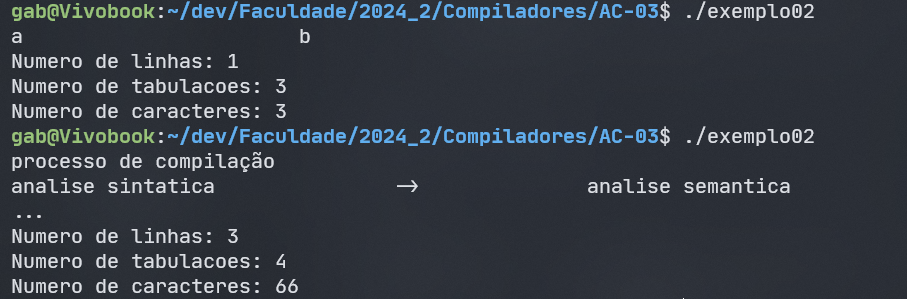 gab@Vivobook:~/dev/Faculdade/2024_2/Compiladores/AC-03$ ./exemplo02
a                       b
Numero de linhas: 1
Numero de tabulacoes: 3
Numero de caracteres: 3
gab@Vivobook:~/dev/Faculdade/2024_2/Compiladores/AC-03$ ./exemplo02
processo de compilação
analise sintatica               ->              analise semantica
...
Numero de linhas: 3
Numero de tabulacoes: 4
Numero de caracteres: 66